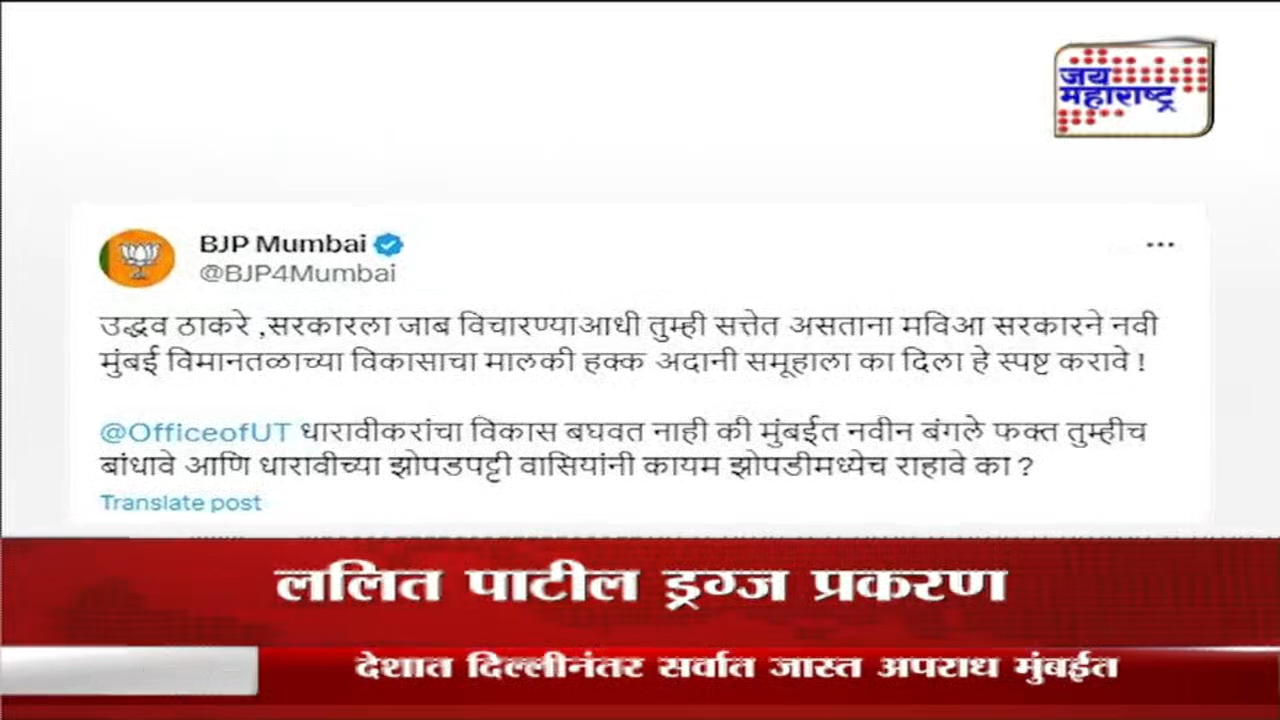 जय
महाराष्ट्र
BJP Mumbai
@BJP4Mumbai
उद्धव ठाकरे ,सरकारला जाब विचारण्याआधी तुम्ही सत्तेत असताना मविआ सरकारने नवी
मुंबई विमानतळाच्या विकासाचा मालकी हक्क अदानी समूहाला का दिला हे स्पष्ट करावे !
@OfficeofUT धारावीकरांचा विकास बघवत नाही की मुंबईत नवीन बंगले फक्त तुम्हीच
बांधावे आणि धारावीच्या झोपडपट्टी वासियांनी कायम झोपडीमध्येच राहावे का ?
Translate post
ललित पाटील ड्रग्ज प्रकरण
देशात दिल्लीनंतर सर्वात जास्त अपराध मुंबईत